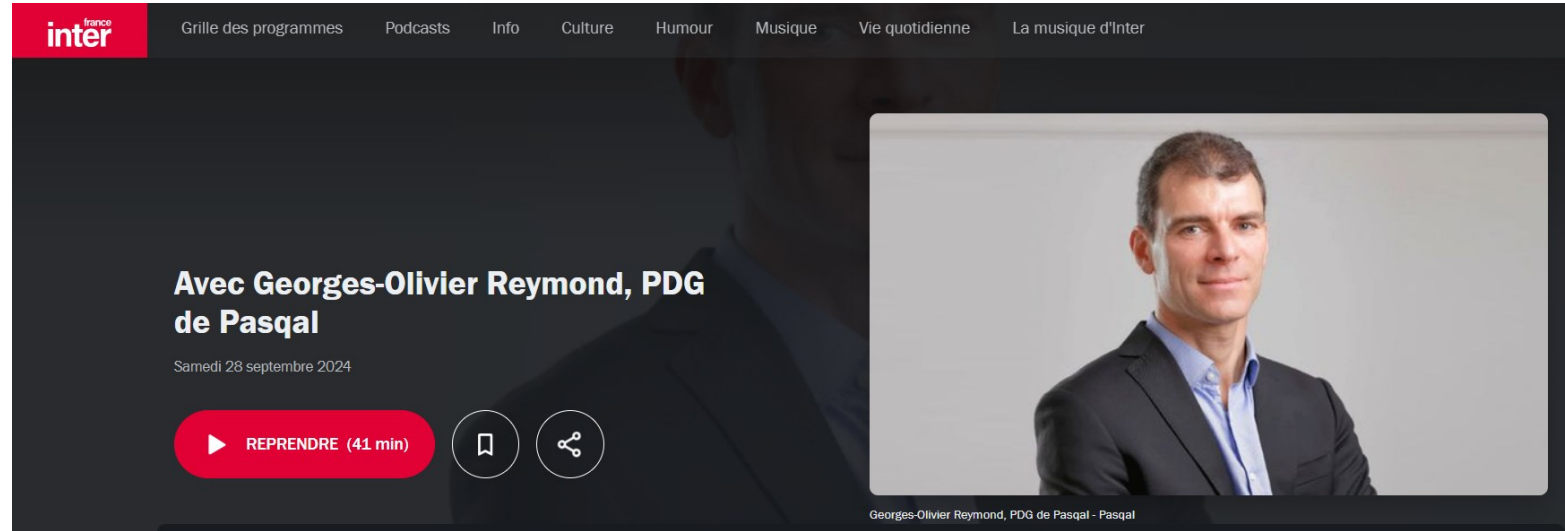 france
inter
Grille des programmes Podcasts Info Culture Humour Musique Vie quotidienne La musique d'Inter
Avec Georges-Olivier Reymond, PDG
de Pasqal
Samedi 28 septembre 2024
REPRENDRE (41 min)
Georges-Olivier Reymond, PDG de Pasqal - Pasqal